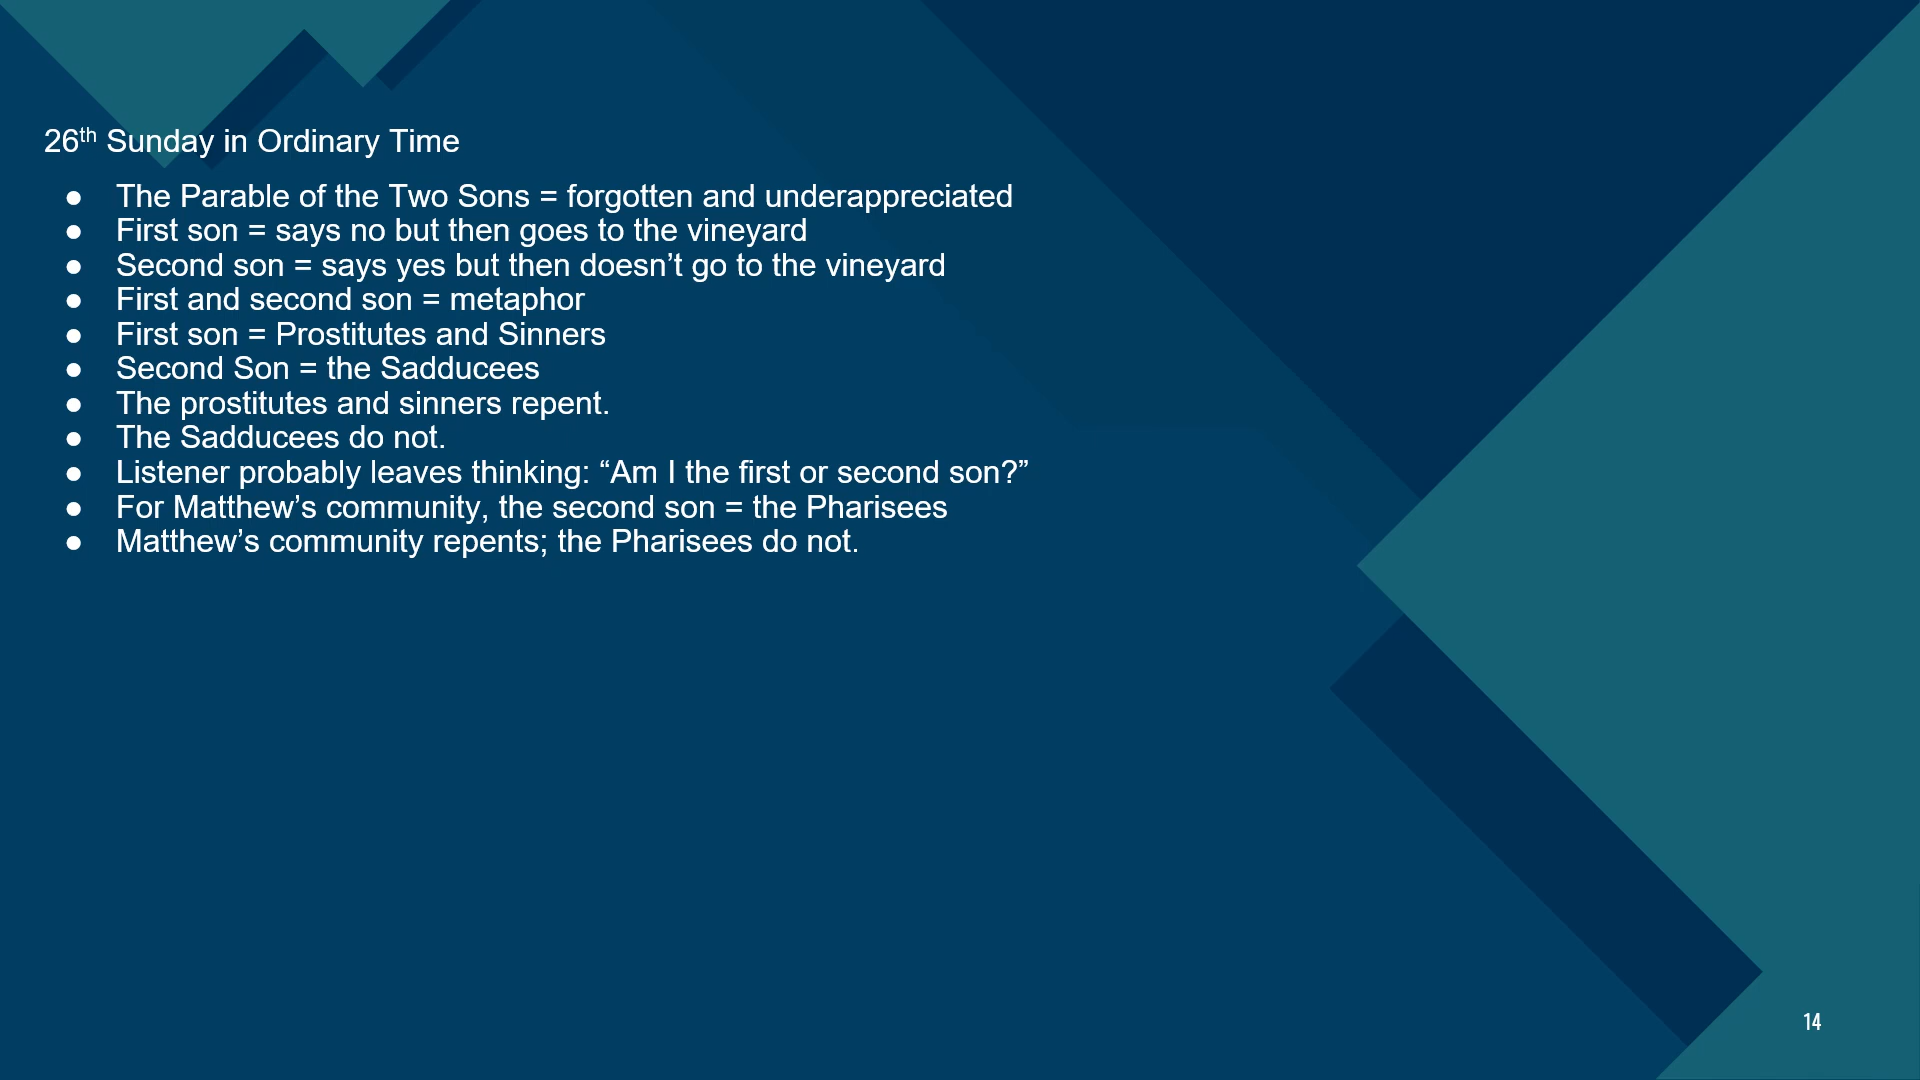 26th Sunday in Ordinary Time
● The Parable of the Two Sons = forgotten and underappreciated
● First son = says no but then goes to the vineyard
● Second son = says yes but then doesn’t go to the vineyard
● First and second son = metaphor
● First son = Prostitutes and Sinners
● Second Son = the Sadducees
● The prostitutes and sinners repent.
● The Sadducees do not.
● Listener probably leaves thinking: “Am I the first or second son?”
● For Matthew’s community, the second son = the Pharisees
● Matthew’s community repents; the Pharisees do not.
14